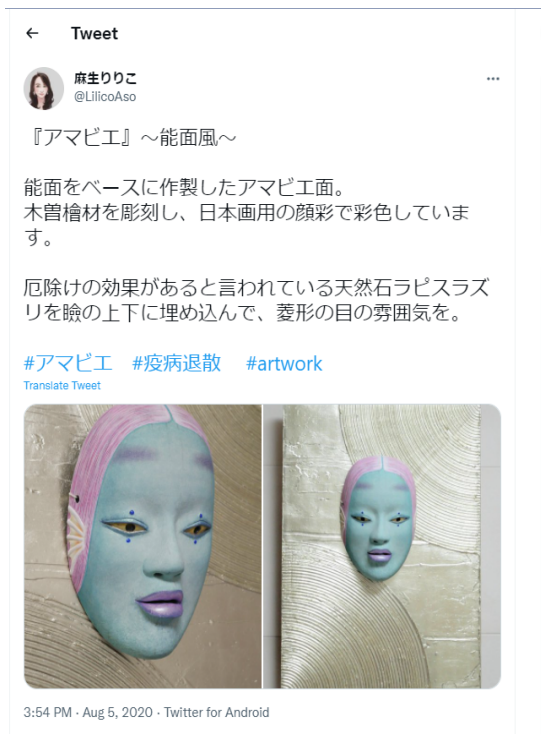 ← Tweet
麻生りりこ
@LilicoAso
『アマビエ』〜能面風〜
能面をベースに作製したアマビエ面。
木曽檜材を彫刻し、日本画用の顔彩で彩色していま
す。
厄除けの効果があると言われている天然石ラピスラズ
リを瞼の上下に埋め込んで、菱形の目の雰囲気を。
#アマビエ #疫病退散 #artwork
Translate Tweet
3:54 PM · Aug 5, 2020 · Twitter for Android